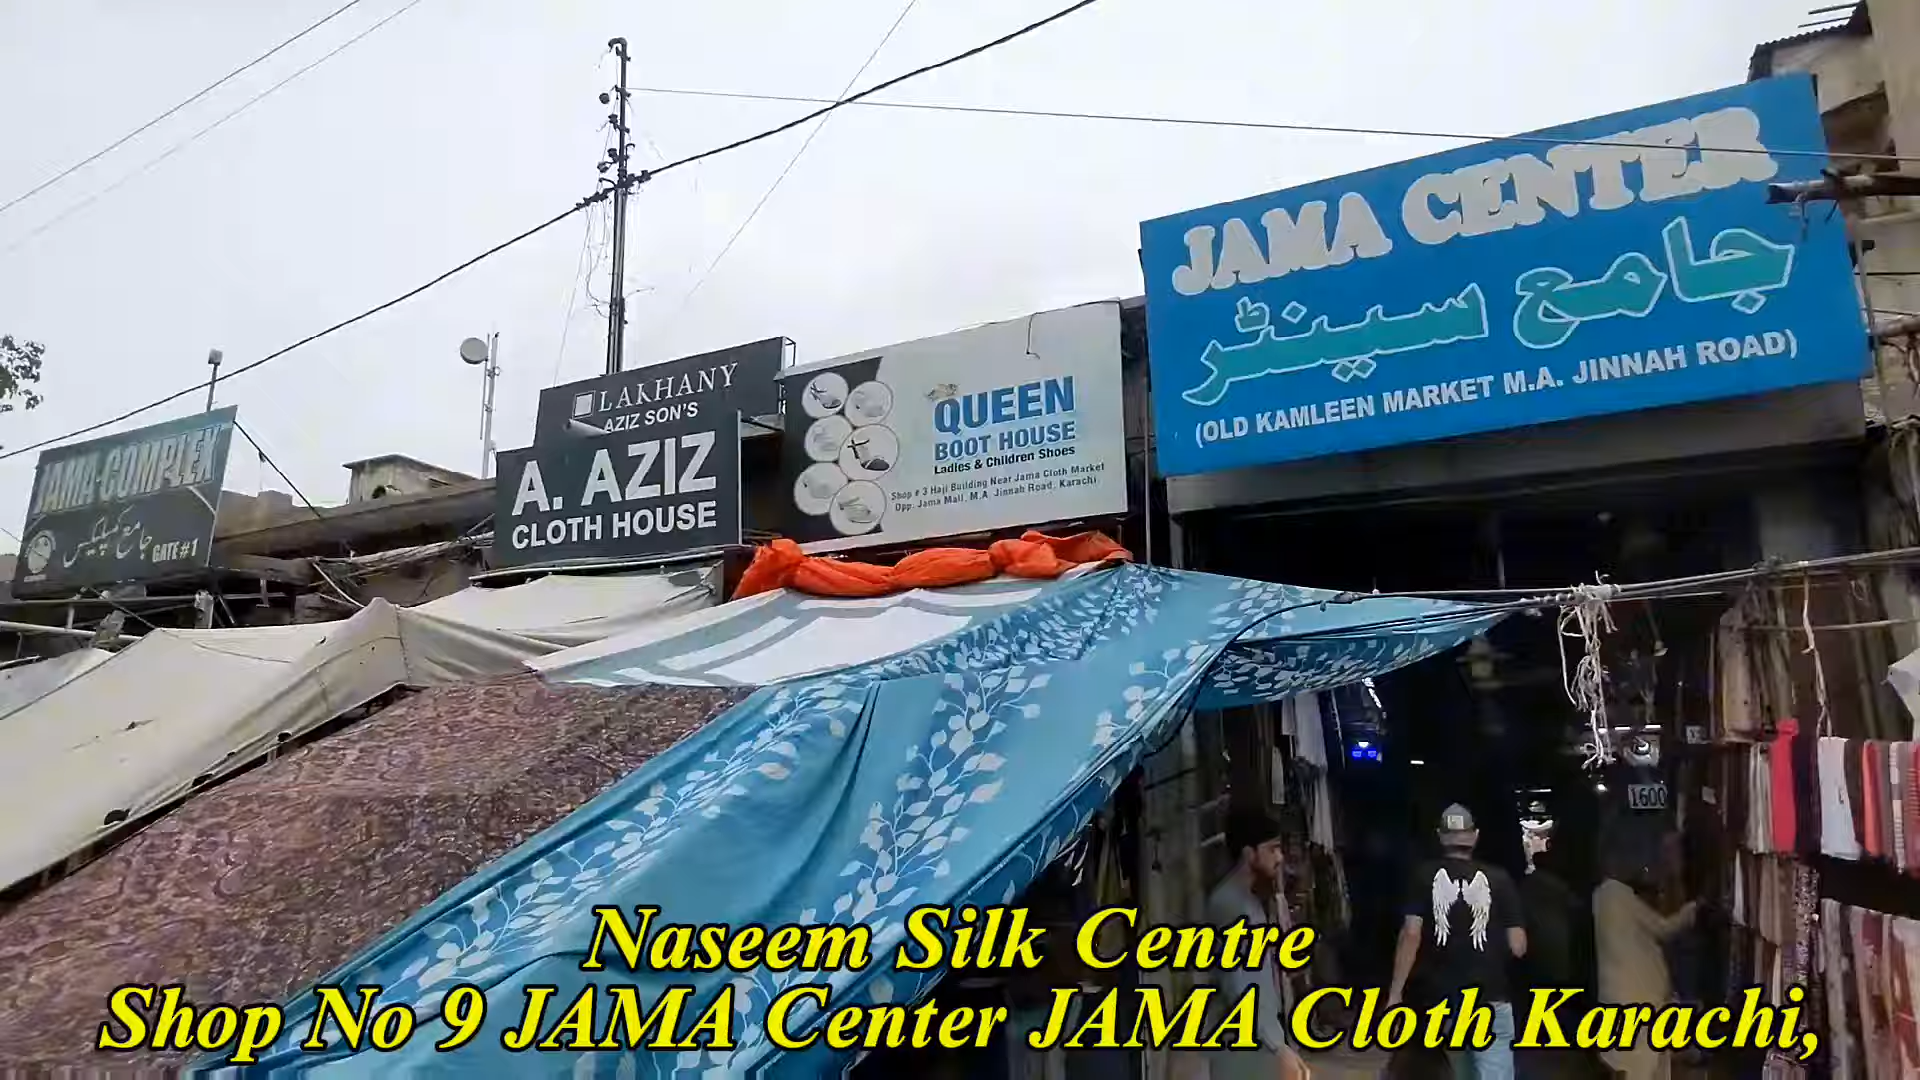 JAMA CENTER
جامع سینٹر
(OLD KAMLEEN MARKET M.A. JINNAH ROAD)
LAKHANY
AZIZ SON'S
A. AZIZ
CLOTH HOUSE
QUEEN
BOOT HOUSE
Ladies & Children Shoes
Shop # 3 Haji Building Near Jama Cloth Market
Opp. Jama Mall, M.A. Jinnah Road, Karachi.
JAMA COMPLEX
جامع کمپلیکس
GATE #1
1600
Naseem Silk Centre
Shop No 9 JAMA Center JAMA Cloth Karachi,